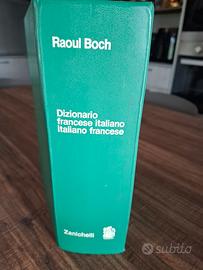 Raoul Boch
Dizionario
francese italiano
italiano francese
Zanichelli
subito